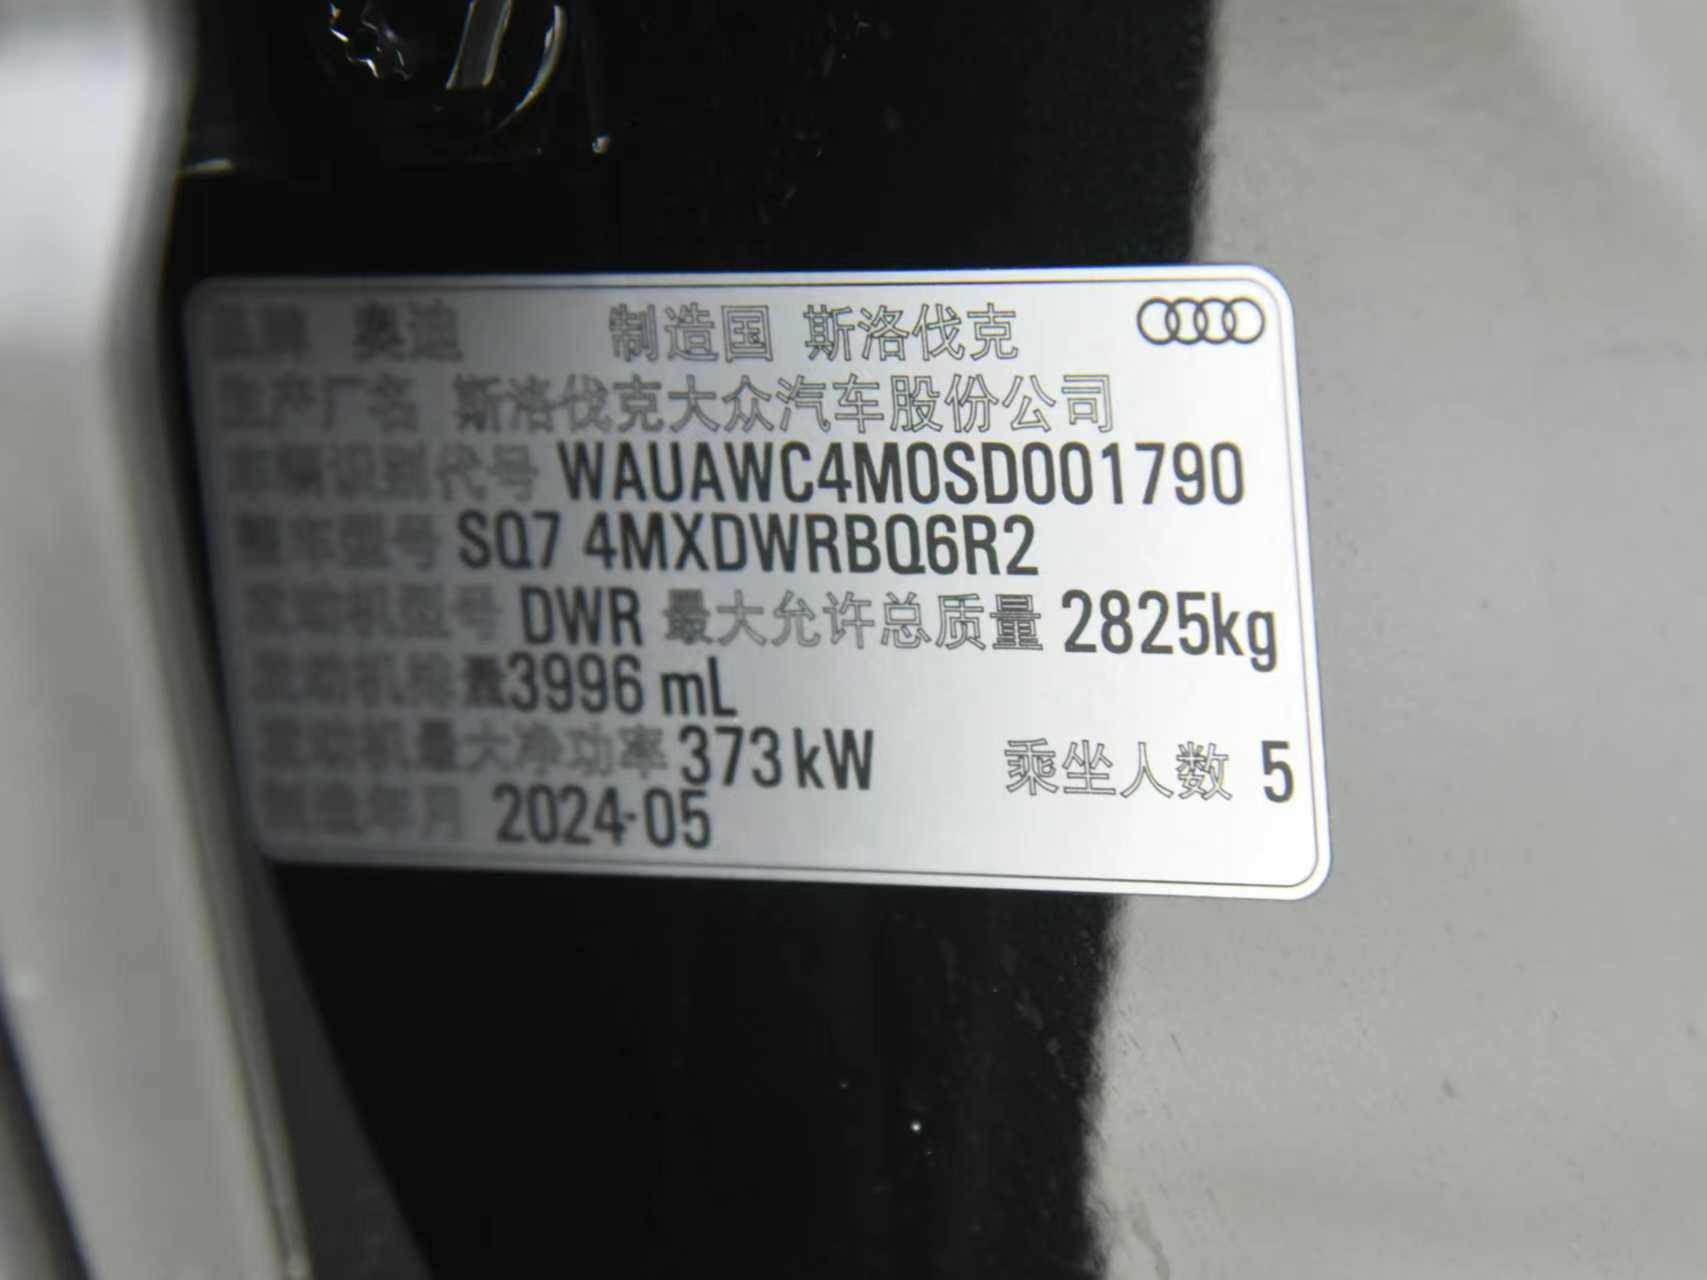 品牌 奥迪 制造国 斯洛伐克
生产厂名 斯洛伐克大众汽车股份公司
车辆识别代号 WAUAWC4M0SD001790
整车型号 SQ7 4MXDWRBQ6R2
发动机型号 DWR 最大允许总质量 2825kg
发动机排量 3996 mL
发动机最大净功率 373 kW 乘坐人数 5
制造年月 2024-05